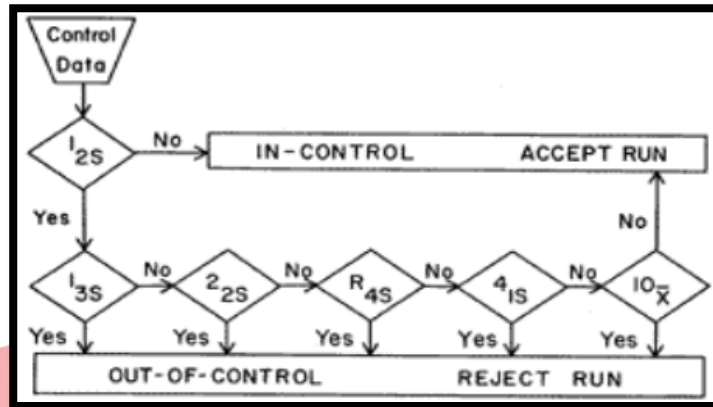 Control
Data
1 2S
No
IN-CONTROL ACCEPT RUN
Yes
No
1 3S
No
2 2S
No
R 4S
No
4 1S
No
10 x̄
Yes
Yes
Yes
Yes
Yes
OUT-OF-CONTROL REJECT RUN